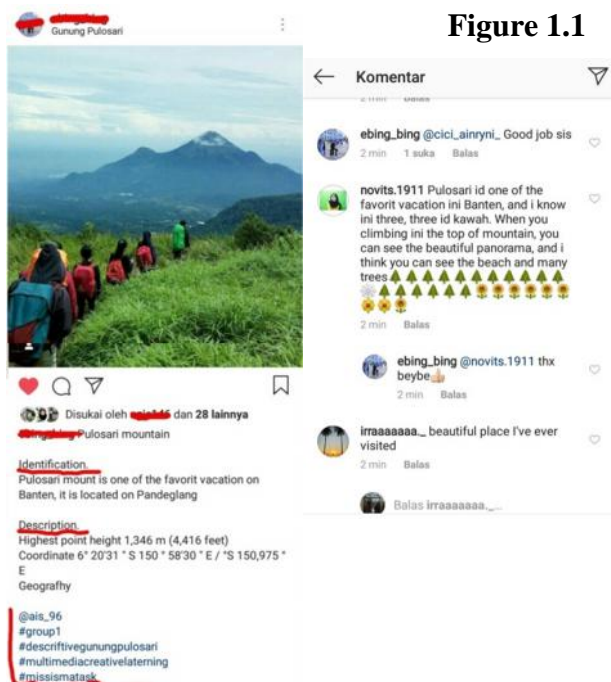 Figure 1.1
Gunung Pulosari
Disukai oleh dan 28 lainnya
Pulosari mountain
Identification.
Pulosari mount is one of the favorit vacation on
Banten, it is located on Pandeglang
Description.
Highest point height 1,346 m (4,416 feet)
Coordinate 6° 20'31 " S 150 ° 58'30 " E / °S 150,975 °
E
Geografhy
@ais_96
#group1
#descriftivegunungpulosari
#multimediacreativelaterning
#missismatask
Komentar
2 min Balas
ebing_bing @cici_ainryni_ Good job sis
2 min 1 suka Balas
novits.1911 Pulosari id one of the
favorit vacation ini Banten, and i know
ini three, three id kawah. When you
climbing ini the top of mountain, you
can see the beautiful panorama, and i
think you can see the beach and many
trees
2 min Balas
ebing_bing @novits.1911 thx
beybe
2 min Balas
irraaaaaa._ beautiful place I've ever
visited
2 min Balas
Balas irraaaaaa._...